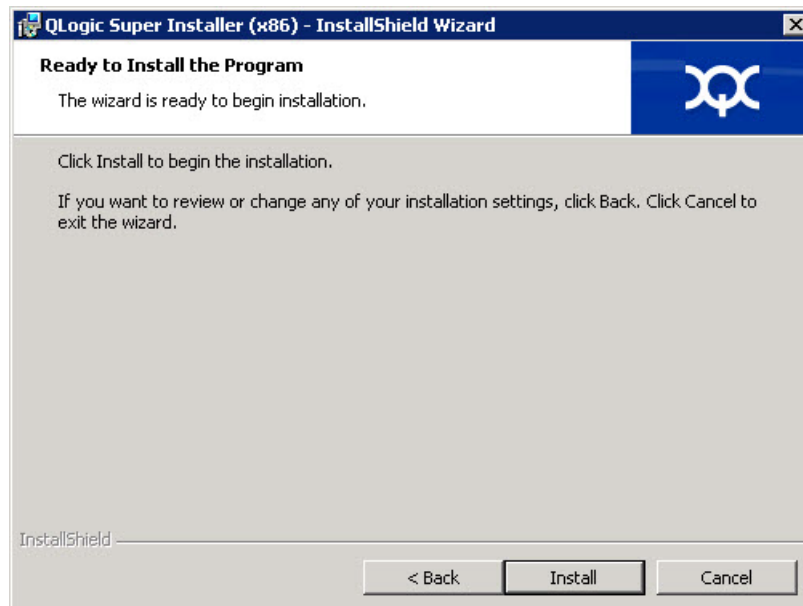 QLogic Super Installer (x86) - InstallShield Wizard
Ready to Install the Program
The wizard is ready to begin installation.
Click Install to begin the installation.
If you want to review or change any of your installation settings, click Back. Click Cancel to
exit the wizard.
InstallShield
< Back
Install
Cancel